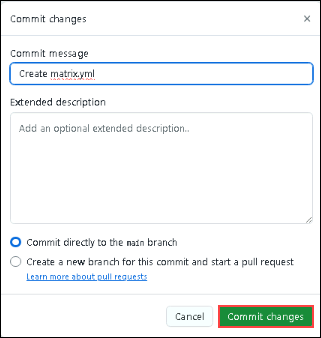 Commit changes
×
Commit message
Create matrix.yml
Extended description
Add an optional extended description..
Commit directly to the main branch
Create a new branch for this commit and start a pull request
Learn more about pull requests
Cancel
Commit changes